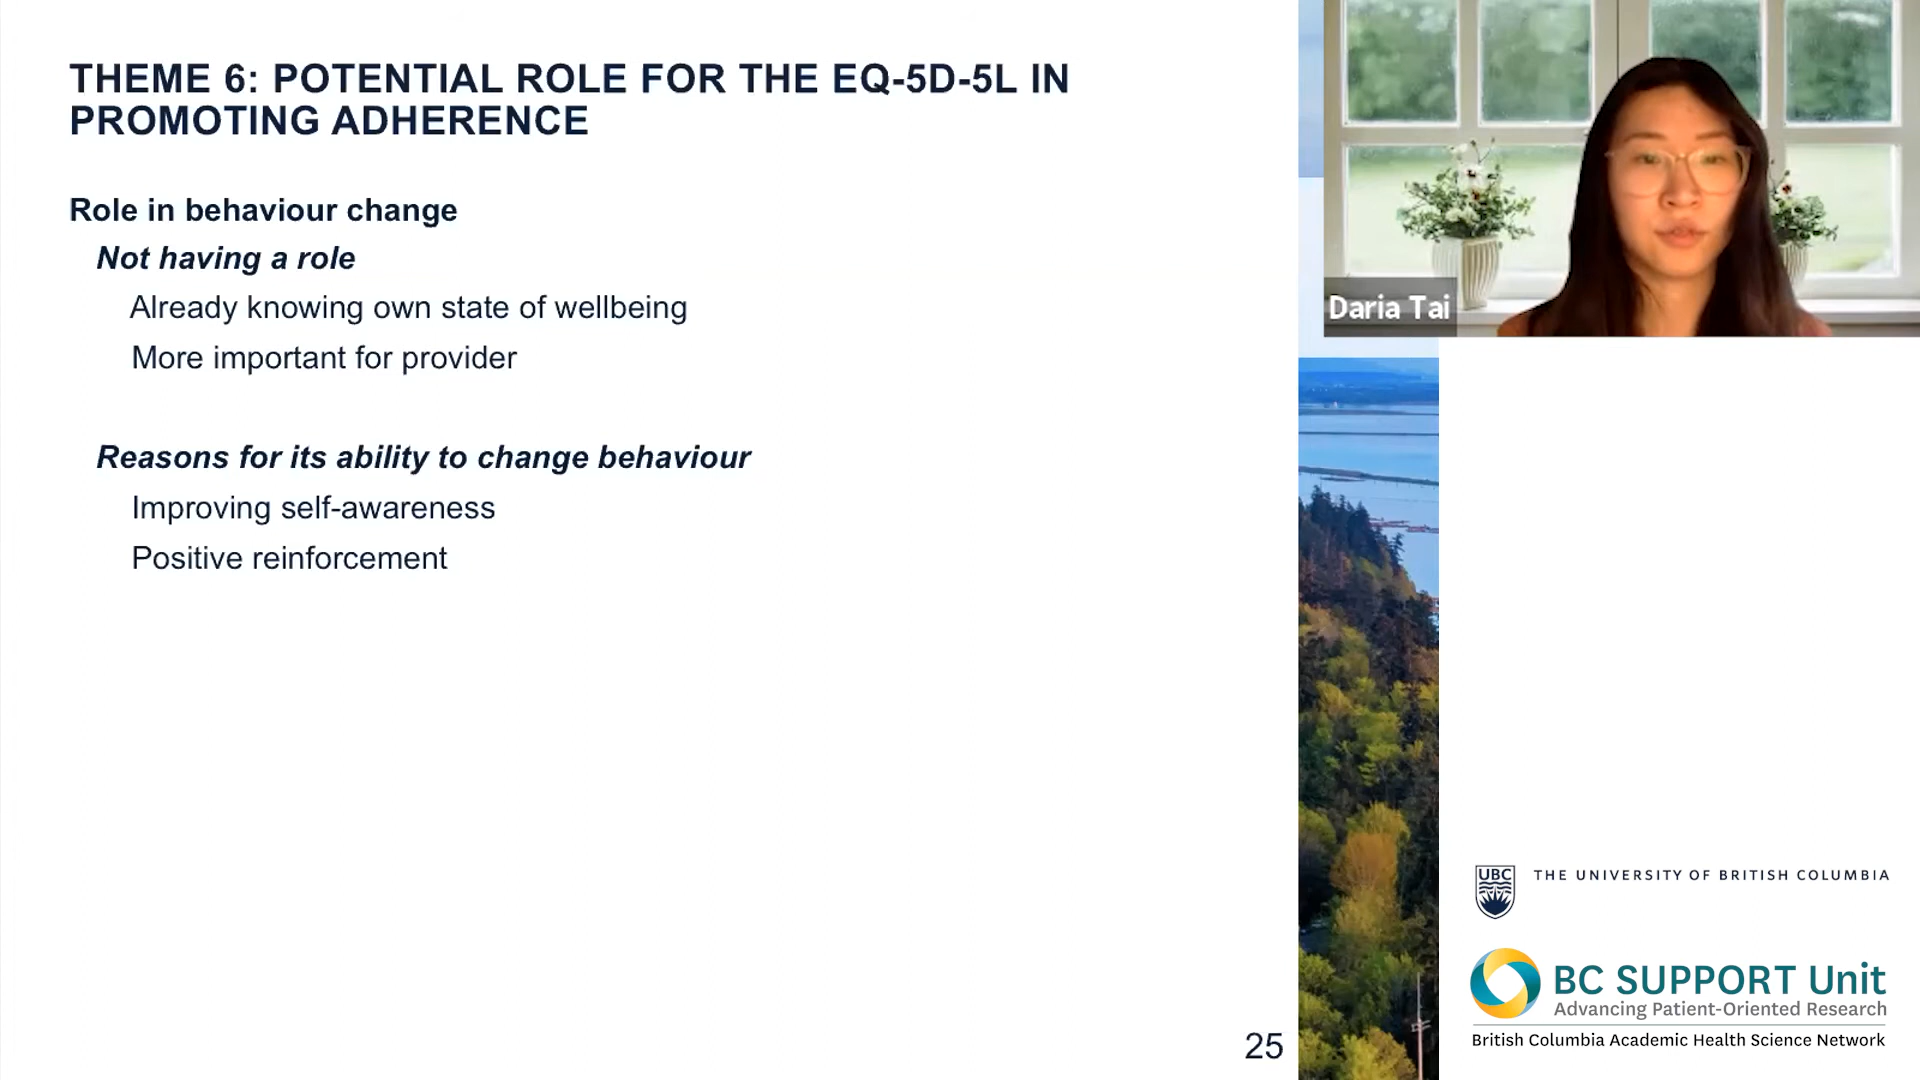 THEME 6: POTENTIAL ROLE FOR THE EQ-5D-5L IN
PROMOTING ADHERENCE
Role in behaviour change
Not having a role
Already knowing own state of wellbeing
More important for provider
Reasons for its ability to change behaviour
Improving self-awareness
Positive reinforcement
25
Daria Tai
UBC
THE UNIVERSITY OF BRITISH COLUMBIA
BC SUPPORT Unit
Advancing Patient-Oriented Research
British Columbia Academic Health Science Network